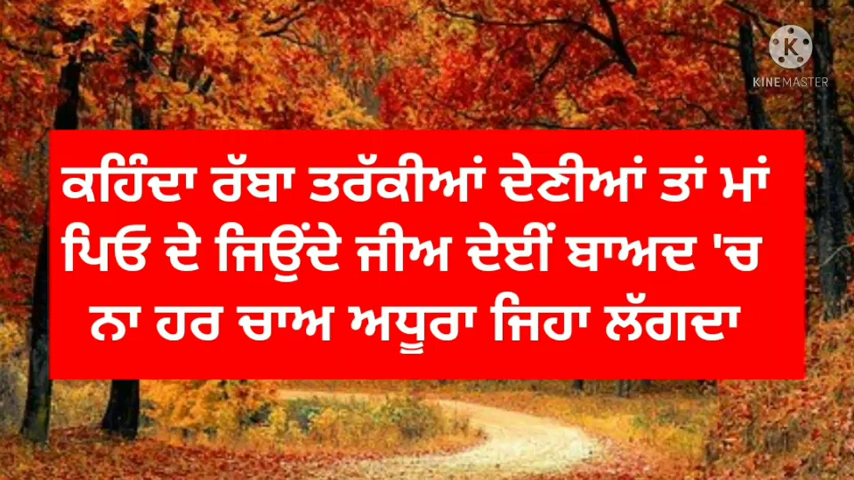 K
KINEMASTER
ਕਹਿੰਦਾ ਰੱਬਾ ਤਰੱਕੀਆਂ ਦੇਣੀਆਂ ਤਾਂ ਮਾਂ
ਪਿਓ ਦੇ ਜਿਉਂਦੇ ਜੀਅ ਦੇਈਂ ਬਾਅਦ 'ਚ
ਨਾ ਹਰ ਚਾਅ ਅਧੂਰਾ ਜਿਹਾ ਲੱਗਦਾ